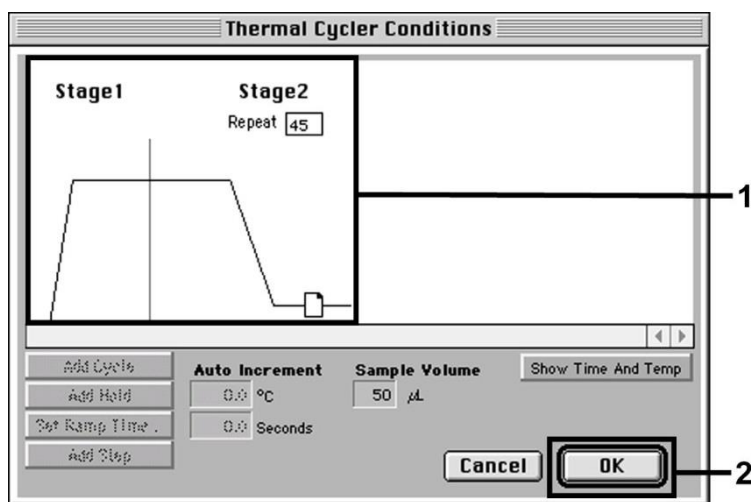 Thermal Cycler Conditions
Stage1 Stage2
Repeat 45
1
Add Cycle
Add Hold
Set Ramp Time .
Add Step
Auto Increment
0.0 °C
0.0 Seconds
Sample Volume
50 µL
Show Time And Temp
Cancel OK
2